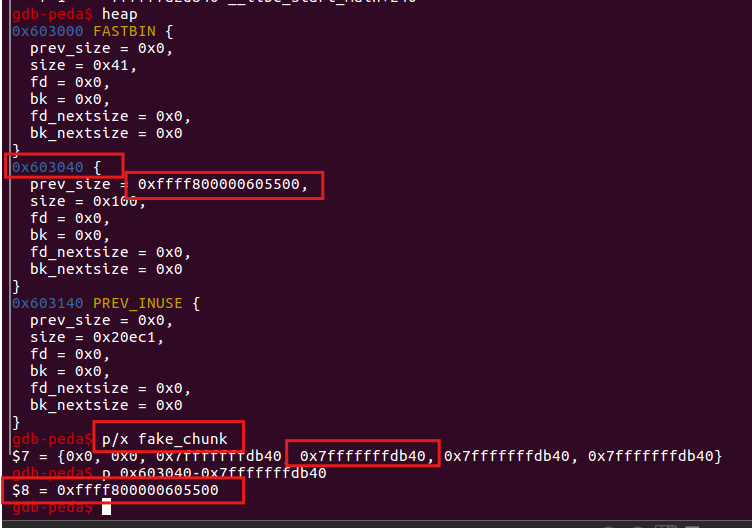 gdb-peda$ heap
0x603000 FASTBIN {
prev_size = 0x0,
size = 0x41,
fd = 0x0,
bk = 0x0,
fd_nextsize = 0x0,
bk_nextsize = 0x0
}
0x603040 {
prev_size = 0xffff800000605500,
size = 0x100,
fd = 0x0,
bk = 0x0,
fd_nextsize = 0x0,
bk_nextsize = 0x0
}
0x603140 PREV_INUSE {
prev_size = 0x0,
size = 0x20ec1,
fd = 0x0,
bk = 0x0,
fd_nextsize = 0x0,
bk_nextsize = 0x0
}
gdb-peda$ p/x fake_chunk
$7 = {0x0, 0x0, 0x7fffffffdb40, 0x7fffffffdb40, 0x7fffffffdb40, 0x7fffffffdb40}
gdb-peda$ p 0x603040-0x7fffffffdb40
$8 = 0xffff800000605500
gdb-peda$